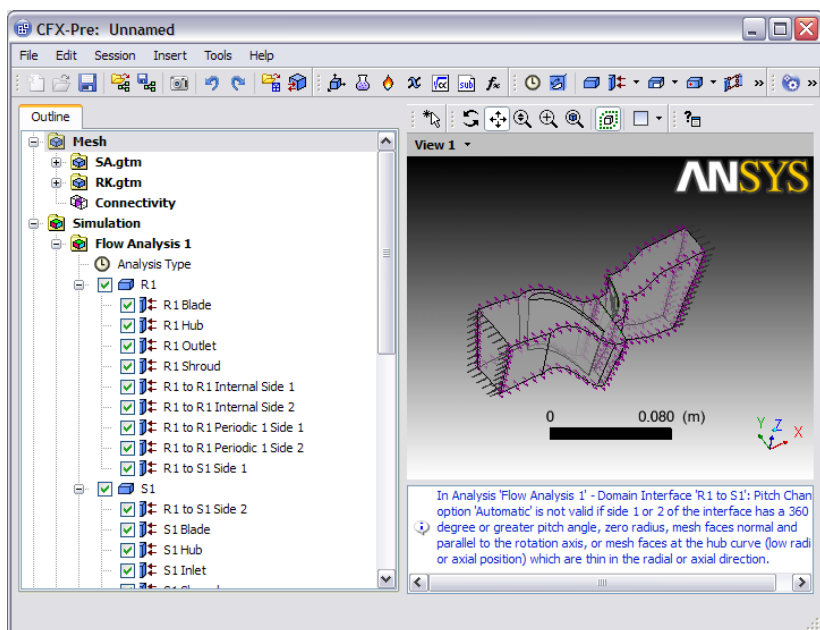 CFX-Pre: Unnamed
File Edit Session Insert Tools Help
Outline
Mesh
SA.gtm
RK.gtm
Connectivity
Simulation
Flow Analysis 1
Analysis Type
R1
R1 Blade
R1 Hub
R1 Outlet
R1 Shroud
R1 to R1 Internal Side 1
R1 to R1 Internal Side 2
R1 to R1 Periodic 1 Side 1
R1 to R1 Periodic 1 Side 2
R1 to S1 Side 1
S1
R1 to S1 Side 2
S1 Blade
S1 Hub
S1 Inlet
View 1
ANSYS
0 0.080 (m)
Y Z X
In Analysis 'Flow Analysis 1' - Domain Interface 'R1 to S1': Pitch Chan
option 'Automatic' is not valid if side 1 or 2 of the interface has a 360
degree or greater pitch angle, zero radius, mesh faces normal and
parallel to the rotation axis, or mesh faces at the hub curve (low radi
or axial position) which are thin in the radial or axial direction.